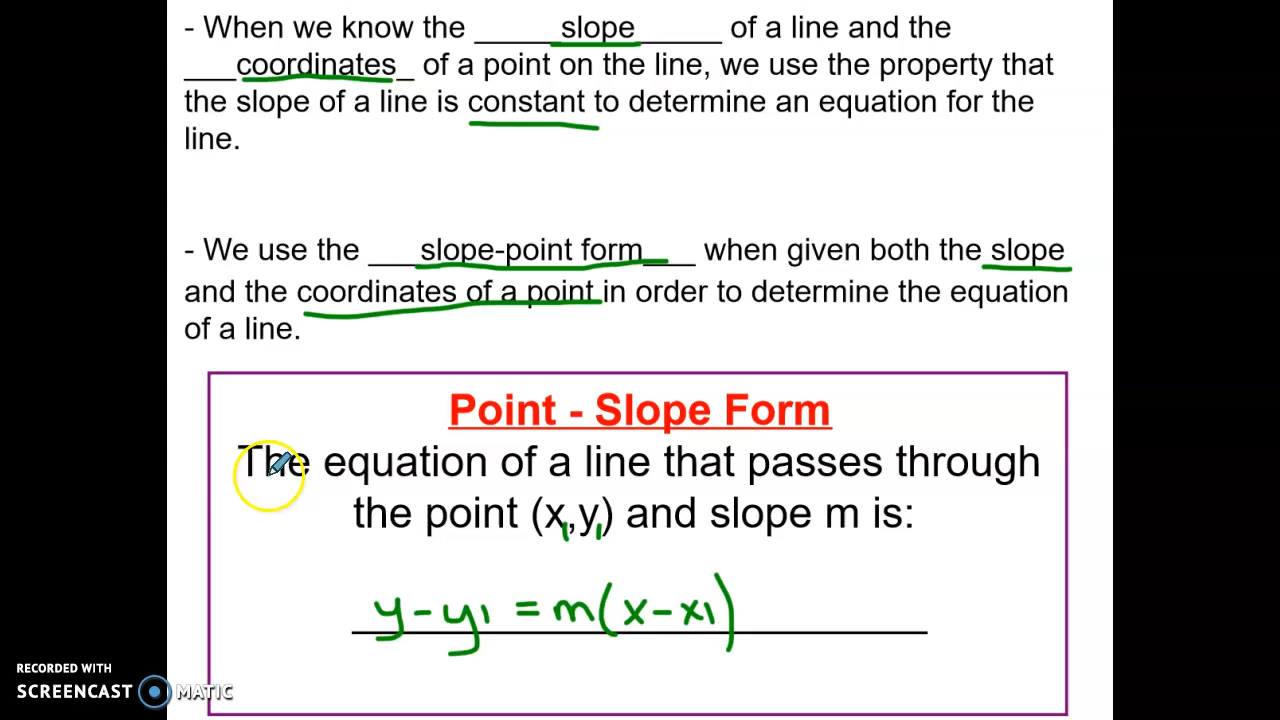 - When we know the _____slope_____ of a line and the
___coordinates_ of a point on the line, we use the property that
the slope of a line is constant to determine an equation for the
line.
- We use the ___slope-point form___ when given both the slope
and the coordinates of a point in order to determine the equation
of a line.
Point - Slope Form
The equation of a line that passes through
the point (x₁,y₁) and slope m is:
y-y1 = m(x-x1)
RECORDED WITH
SCREENCAST MATIC